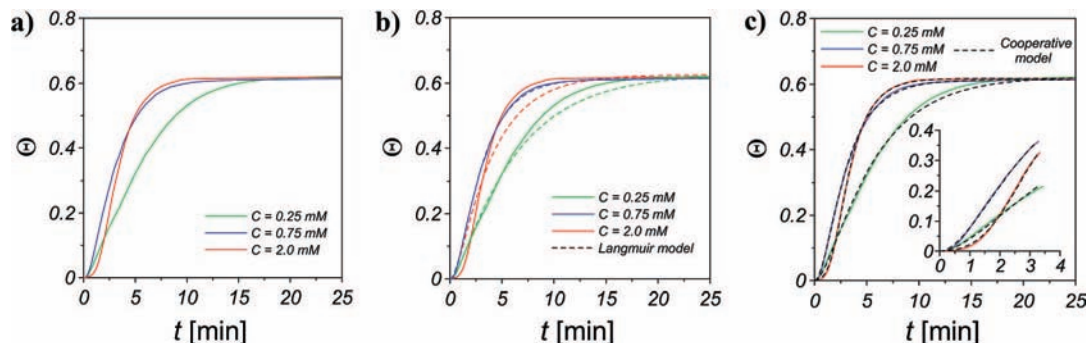 a)
Θ
0.8
0.6
0.4
0.2
0
0 5 10 15 20 25
t [min]
C = 0.25 mM
C = 0.75 mM
C = 2.0 mM
b)
Θ
0.8
0.6
0.4
0.2
0
0 5 10 15 20 25
t [min]
C = 0.25 mM
C = 0.75 mM
C = 2.0 mM
Langmuir model
c)
Θ
0.8
0.6
0.4
0.2
0
0 5 10 15 20 25
t [min]
C = 0.25 mM
C = 0.75 mM
C = 2.0 mM
Cooperative
model
0.4
0.3
0.2
0.1
0
0 1 2 3 4